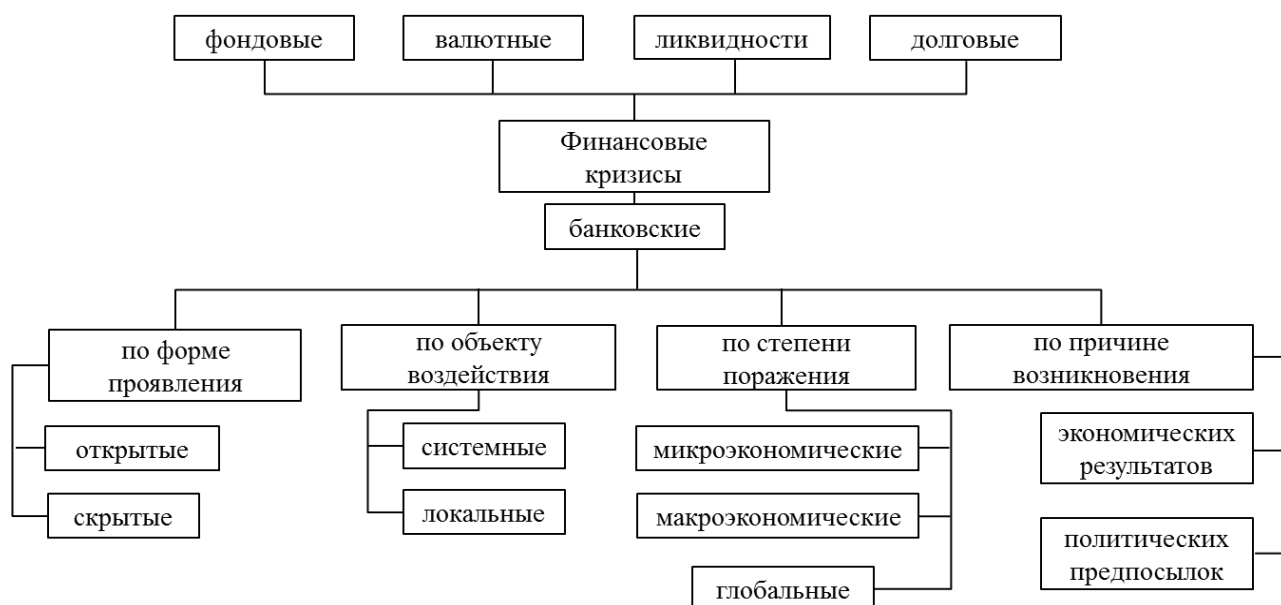 фондовые
валютные
ликвидности
долговые
Финансовые
кризисы
банковские
по форме
проявления
по объекту
воздействия
по степени
поражения
по причине
возникновения
открытые
скрытые
системные
локальные
микроэкономические
макроэкономические
глобальные
экономических
результатов
политических
предпосылок